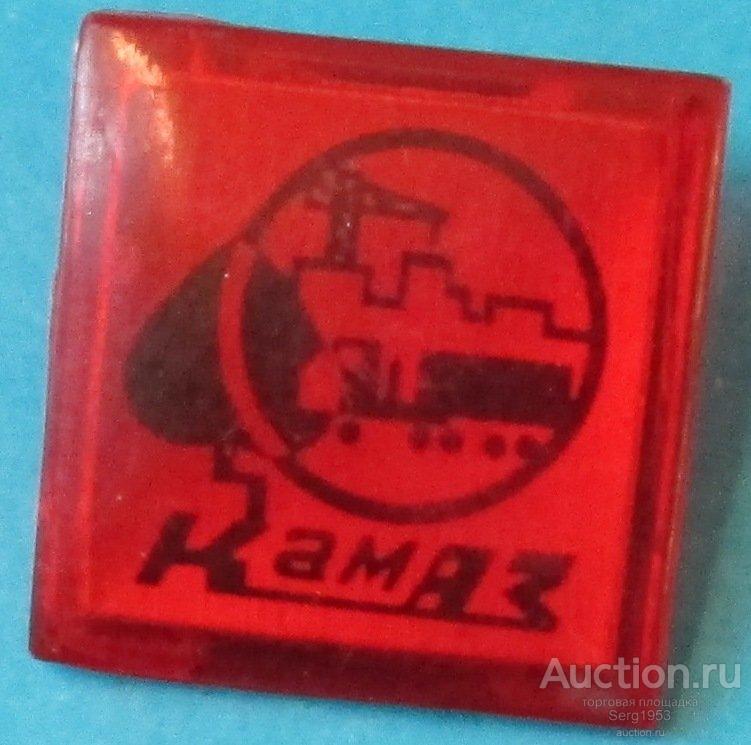 КамАЗ
Auction.ru
торговая площадка
Serg1953
auction.ru